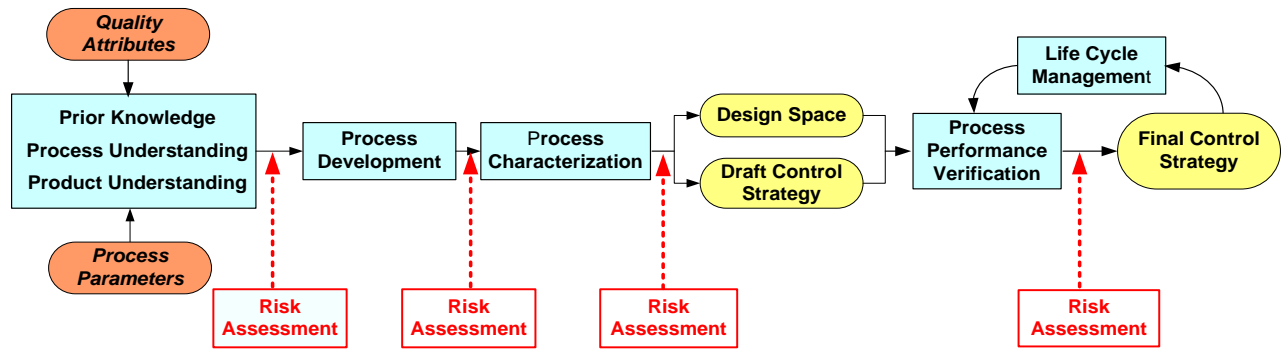 Quality
Attributes
Prior Knowledge
Process Understanding
Product Understanding
Process
Parameters
Process
Development
Process
Characterization
Design Space
Draft Control
Strategy
Process
Performance
Verification
Life Cycle
Management
Final Control
Strategy
Risk
Assessment
Risk
Assessment
Risk
Assessment
Risk
Assessment